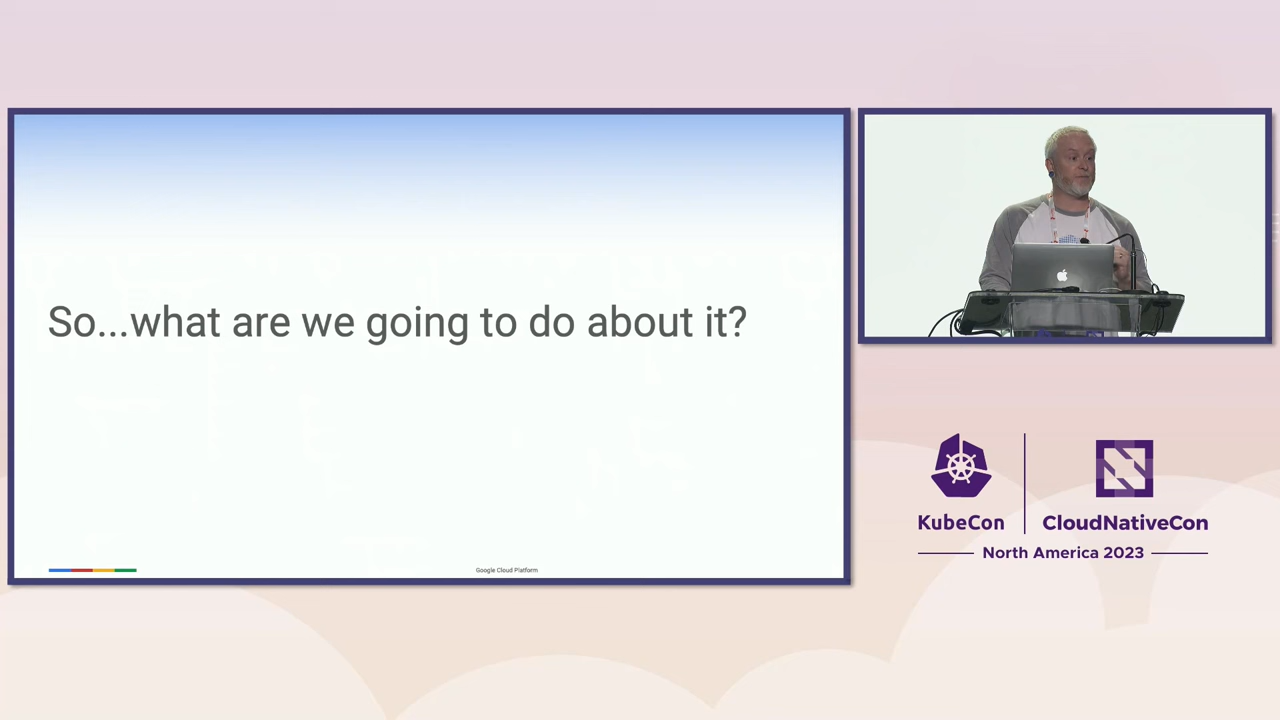 So...what are we going to do about it?
Google Cloud Platform
KubeCon
CloudNativeCon
North America 2023